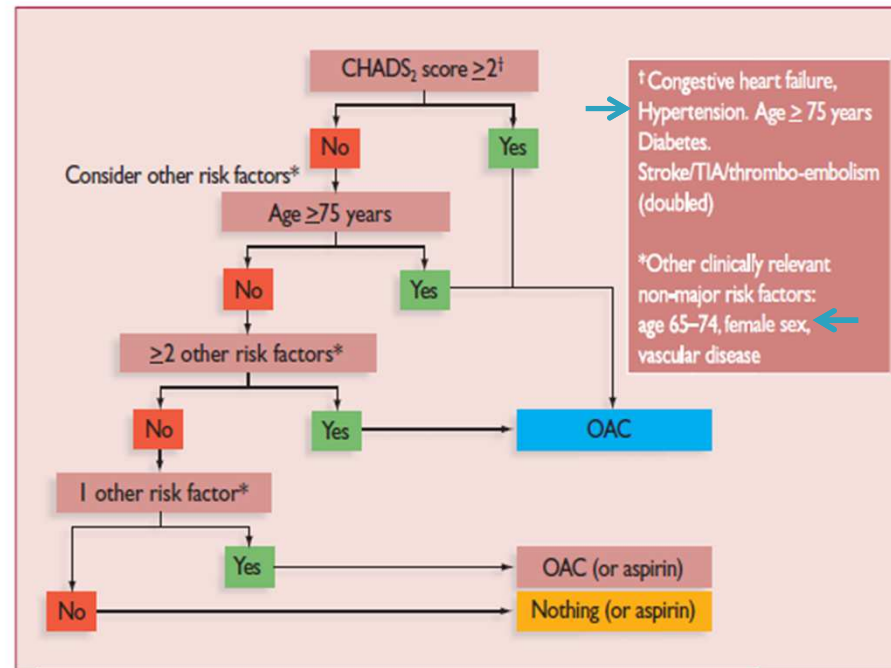 CHADS₂ score ≥2†
No
Yes
Consider other risk factors*
Age ≥75 years
No
Yes
≥2 other risk factors*
No
Yes
OAC
1 other risk factor*
Yes
OAC (or aspirin)
No
Nothing (or aspirin)
†Congestive heart failure,
Hypertension. Age ≥ 75 years
Diabetes.
Stroke/TIA/thrombo-embolism
(doubled)
*Other clinically relevant
non-major risk factors:
age 65–74, female sex,
vascular disease